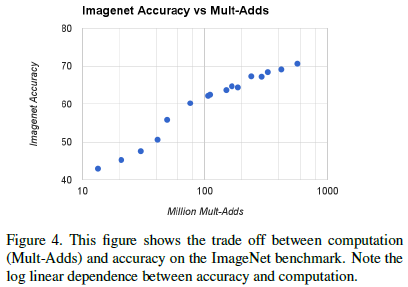 Imagenet Accuracy vs Mult-Adds
80
70
60
50
40
Imagenet Accuracy
10
100
1000
Million Mult-Adds
Figure 4. This figure shows the trade off between computation
(Mult-Adds) and accuracy on the ImageNet benchmark. Note the
log linear dependence between accuracy and computation.